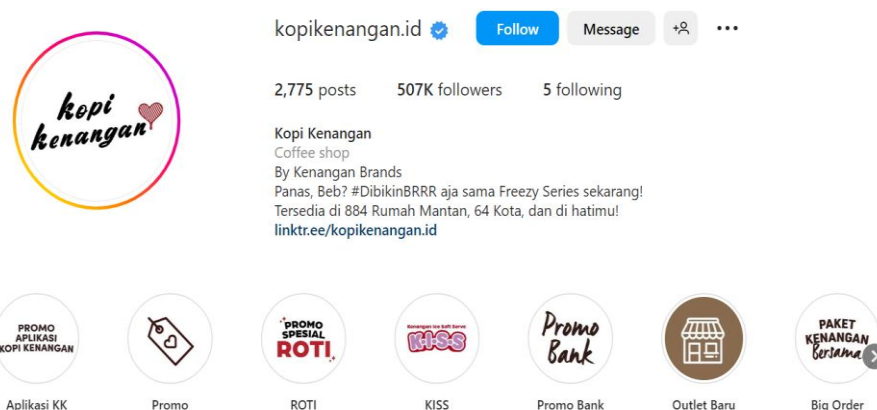 kopikenangan.id Follow Message
2,775 posts 507K followers 5 following
kopi
kenangan
Kopi Kenangan
Coffee shop
By Kenangan Brands
Panas, Beb? #DibikinBRRR aja sama Freezy Series sekarang!
Tersedia di 884 Rumah Mantan, 64 Kota, dan di hatimu!
linktr.ee/kopikenangan.id
PROMO
APLIKASI
KOPI KENANGAN
PROMO
SPESIAL
ROTI
Kenangan Ice Soft Serve
K-I-S-S
Promo
Bank
PAKET
KENANGAN
Bersama
Aplikasi KK Promo ROTI KISS Promo Bank Outlet Baru Big Order